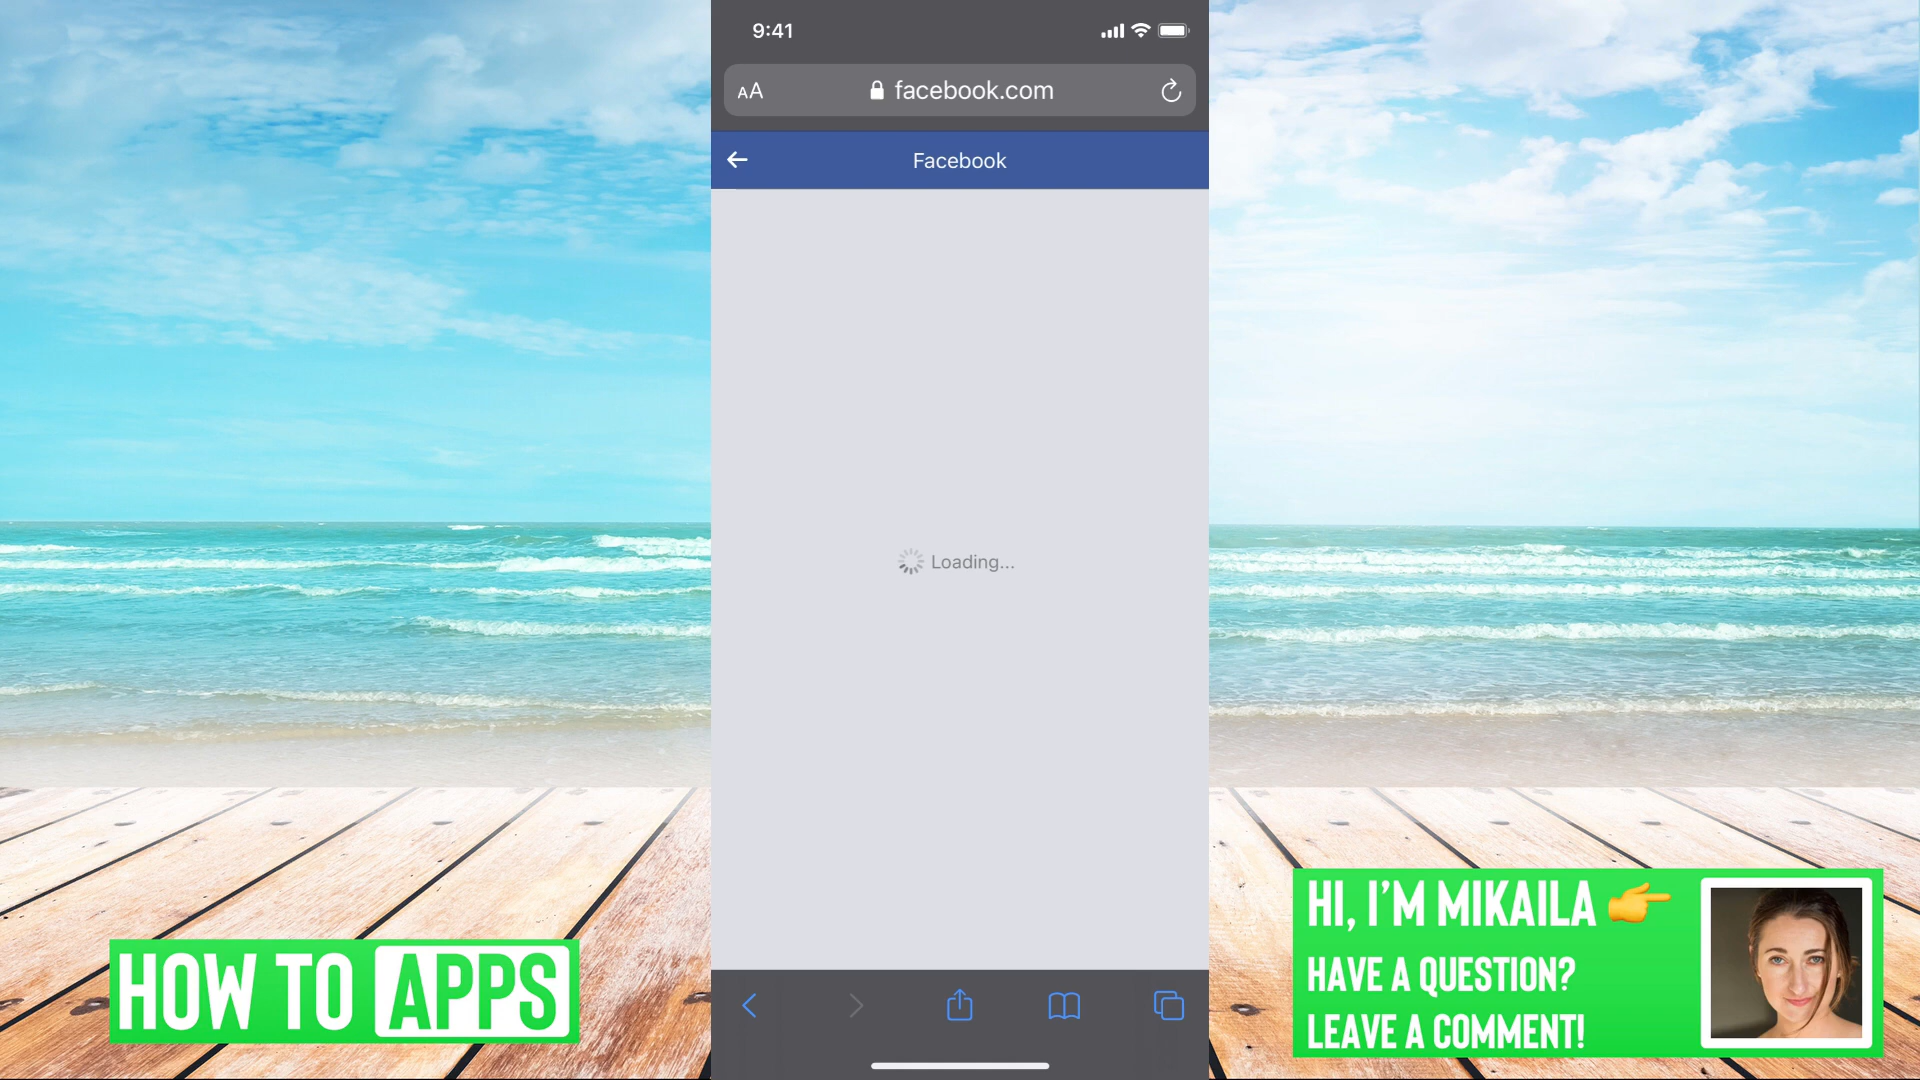 9:41
AA
facebook.com
Facebook
Loading...
HOW TO APPS
HI, I'M MIKAILA
HAVE A QUESTION?
LEAVE A COMMENT!